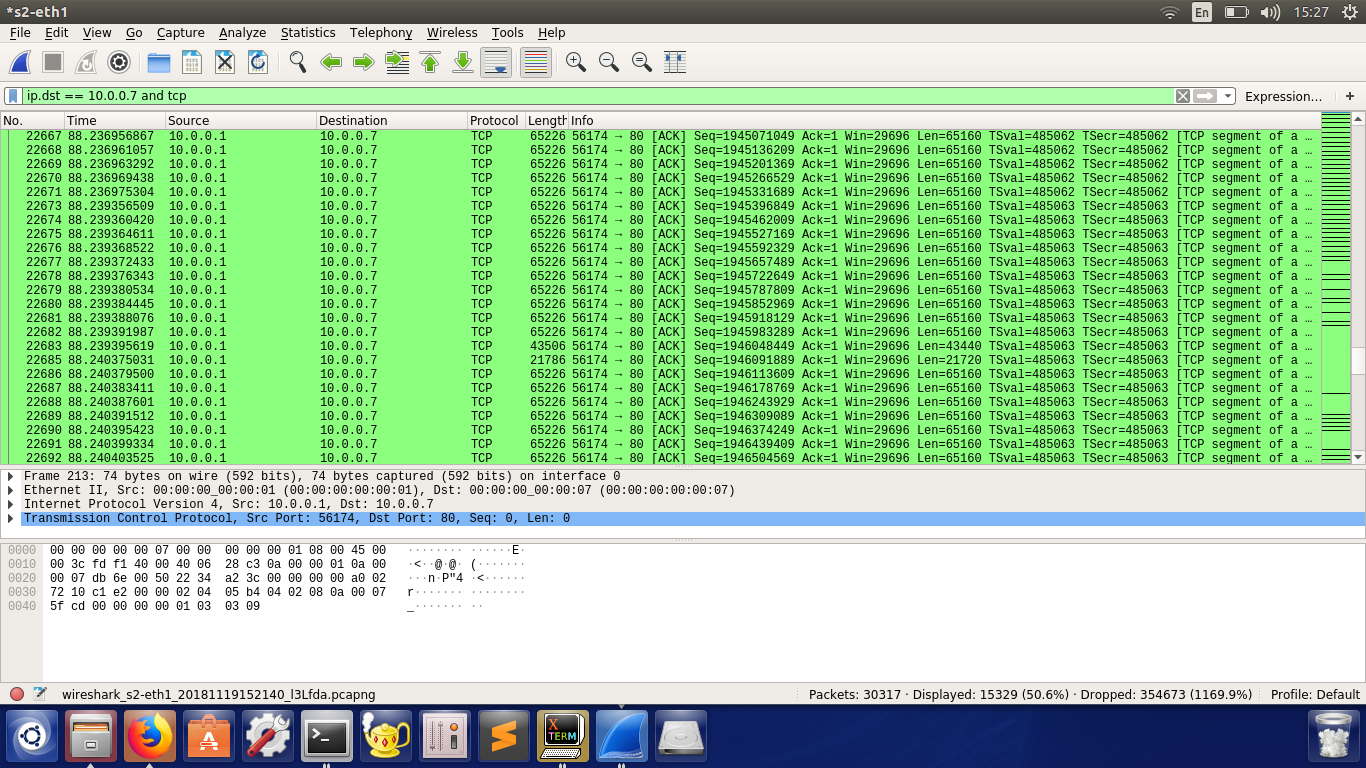 *s2-eth1 En 15:27
File Edit View Go Capture Analyze Statistics Telephony Wireless Tools Help
ip.dst == 10.0.0.7 and tcp Expression... +
No. Time Source Destination Protocol Length Info
22667 88.236956867 10.0.0.1 10.0.0.7 TCP 65226 56174 → 80 [ACK] Seq=1945071049 Ack=1 Win=29696 Len=65160 TSval=485062 TSecr=485062 [TCP segment of a …
22668 88.236961057 10.0.0.1 10.0.0.7 TCP 65226 56174 → 80 [ACK] Seq=1945136209 Ack=1 Win=29696 Len=65160 TSval=485062 TSecr=485062 [TCP segment of a …
22669 88.236963292 10.0.0.1 10.0.0.7 TCP 65226 56174 → 80 [ACK] Seq=1945201369 Ack=1 Win=29696 Len=65160 TSval=485062 TSecr=485062 [TCP segment of a …
22670 88.236969438 10.0.0.1 10.0.0.7 TCP 65226 56174 → 80 [ACK] Seq=1945266529 Ack=1 Win=29696 Len=65160 TSval=485062 TSecr=485062 [TCP segment of a …
22671 88.236975304 10.0.0.1 10.0.0.7 TCP 65226 56174 → 80 [ACK] Seq=1945331689 Ack=1 Win=29696 Len=65160 TSval=485062 TSecr=485062 [TCP segment of a …
22673 88.239356509 10.0.0.1 10.0.0.7 TCP 65226 56174 → 80 [ACK] Seq=1945396849 Ack=1 Win=29696 Len=65160 TSval=485063 TSecr=485063 [TCP segment of a …
22674 88.239360420 10.0.0.1 10.0.0.7 TCP 65226 56174 → 80 [ACK] Seq=1945462009 Ack=1 Win=29696 Len=65160 TSval=485063 TSecr=485063 [TCP segment of a …
22675 88.239364611 10.0.0.1 10.0.0.7 TCP 65226 56174 → 80 [ACK] Seq=1945527169 Ack=1 Win=29696 Len=65160 TSval=485063 TSecr=485063 [TCP segment of a …
22676 88.239368522 10.0.0.1 10.0.0.7 TCP 65226 56174 → 80 [ACK] Seq=1945592329 Ack=1 Win=29696 Len=65160 TSval=485063 TSecr=485063 [TCP segment of a …
22677 88.239372433 10.0.0.1 10.0.0.7 TCP 65226 56174 → 80 [ACK] Seq=1945657489 Ack=1 Win=29696 Len=65160 TSval=485063 TSecr=485063 [TCP segment of a …
22678 88.239376343 10.0.0.1 10.0.0.7 TCP 65226 56174 → 80 [ACK] Seq=1945722649 Ack=1 Win=29696 Len=65160 TSval=485063 TSecr=485063 [TCP segment of a …
22679 88.239380534 10.0.0.1 10.0.0.7 TCP 65226 56174 → 80 [ACK] Seq=1945787809 Ack=1 Win=29696 Len=65160 TSval=485063 TSecr=485063 [TCP segment of a …
22680 88.239384445 10.0.0.1 10.0.0.7 TCP 65226 56174 → 80 [ACK] Seq=1945852969 Ack=1 Win=29696 Len=65160 TSval=485063 TSecr=485063 [TCP segment of a …
22681 88.239388076 10.0.0.1 10.0.0.7 TCP 65226 56174 → 80 [ACK] Seq=1945918129 Ack=1 Win=29696 Len=65160 TSval=485063 TSecr=485063 [TCP segment of a …
22682 88.239391987 10.0.0.1 10.0.0.7 TCP 65226 56174 → 80 [ACK] Seq=1945983289 Ack=1 Win=29696 Len=65160 TSval=485063 TSecr=485063 [TCP segment of a …
22683 88.239395619 10.0.0.1 10.0.0.7 TCP 43506 56174 → 80 [ACK] Seq=1946048449 Ack=1 Win=29696 Len=43440 TSval=485063 TSecr=485063 [TCP segment of a …
22685 88.240375031 10.0.0.1 10.0.0.7 TCP 21786 56174 → 80 [ACK] Seq=1946091889 Ack=1 Win=29696 Len=21720 TSval=485063 TSecr=485063 [TCP segment of a …
22686 88.240379500 10.0.0.1 10.0.0.7 TCP 65226 56174 → 80 [ACK] Seq=1946113609 Ack=1 Win=29696 Len=65160 TSval=485063 TSecr=485063 [TCP segment of a …
22687 88.240383411 10.0.0.1 10.0.0.7 TCP 65226 56174 → 80 [ACK] Seq=1946178769 Ack=1 Win=29696 Len=65160 TSval=485063 TSecr=485063 [TCP segment of a …
22688 88.240387601 10.0.0.1 10.0.0.7 TCP 65226 56174 → 80 [ACK] Seq=1946243929 Ack=1 Win=29696 Len=65160 TSval=485063 TSecr=485063 [TCP segment of a …
22689 88.240391512 10.0.0.1 10.0.0.7 TCP 65226 56174 → 80 [ACK] Seq=1946309089 Ack=1 Win=29696 Len=65160 TSval=485063 TSecr=485063 [TCP segment of a …
22690 88.240395423 10.0.0.1 10.0.0.7 TCP 65226 56174 → 80 [ACK] Seq=1946374249 Ack=1 Win=29696 Len=65160 TSval=485063 TSecr=485063 [TCP segment of a …
22691 88.240399334 10.0.0.1 10.0.0.7 TCP 65226 56174 → 80 [ACK] Seq=1946439409 Ack=1 Win=29696 Len=65160 TSval=485063 TSecr=485063 [TCP segment of a …
22692 88.240403525 10.0.0.1 10.0.0.7 TCP 65226 56174 → 80 [ACK] Seq=1946504569 Ack=1 Win=29696 Len=65160 TSval=485063 TSecr=485063 [TCP segment of a …
Frame 213: 74 bytes on wire (592 bits), 74 bytes captured (592 bits) on interface 0
Ethernet II, Src: 00:00:00_00:00:01 (00:00:00:00:00:01), Dst: 00:00:00_00:00:07 (00:00:00:00:00:07)
Internet Protocol Version 4, Src: 10.0.0.1, Dst: 10.0.0.7
Transmission Control Protocol, Src Port: 56174, Dst Port: 80, Seq: 0, Len: 0
0000 00 00 00 00 00 07 00 00 00 00 00 01 08 00 45 00 ········ ······E·
0010 00 3c fd f1 40 00 40 06 28 c3 0a 00 00 01 0a 00 ·<··@·@· (·······
0020 00 07 db 6e 00 50 22 34 a2 3c 00 00 00 00 a0 02 ···n·P"4 ·<······
0030 72 10 c1 e2 00 00 02 04 05 b4 04 02 08 0a 00 07 r······· ········
0040 5f cd 00 00 00 00 01 03 03 09 _······· ··
wireshark_s2-eth1_20181119152140_l3Lfda.pcapng Packets: 30317 · Displayed: 15329 (50.6%) · Dropped: 354673 (1169.9%) Profile: Default
X TERM